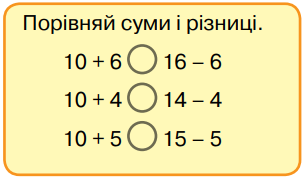 Порівняй суми і різниці.
10 + 6 ◯ 16 – 6
10 + 4 ◯ 14 – 4
10 + 5 ◯ 15 – 5